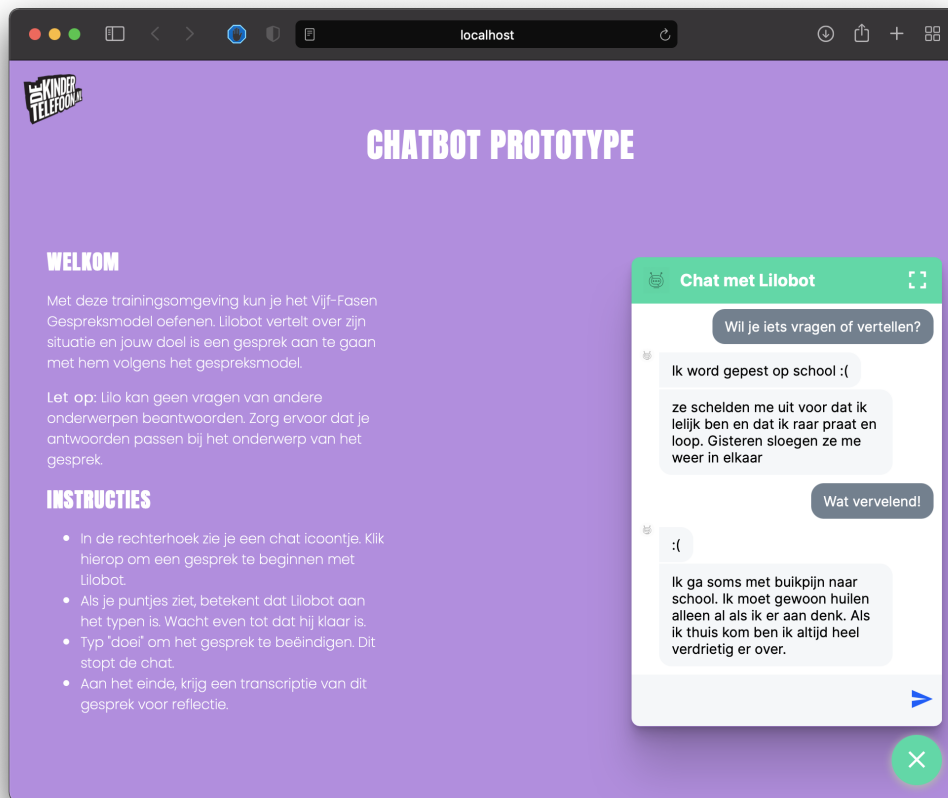 localhost
DE KINDER
TELEFOON.NL
CHATBOT PROTOTYPE
WELKOM
Met deze trainingsomgeving kun je het Vijf-Fasen
Gespreksmodel oefenen. Lilobot vertelt over zijn
situatie en jouw doel is een gesprek aan te gaan
met hem volgens het gespreksmodel.
Let op: Lilo kan geen vragen van andere
onderwerpen beantwoorden. Zorg ervoor dat je
antwoorden passen bij het onderwerp van het
gesprek.
INSTRUCTIES
In de rechterhoek zie je een chat icoontje. Klik
hierop om een gesprek te beginnen met
Lilobot.
Als je puntjes ziet, betekent dat Lilobot aan
het typen is. Wacht even tot dat hij klaar is.
Typ "doei" om het gesprek te beëindigen. Dit
stopt de chat.
Aan het einde, krijg een transcriptie van dit
gesprek voor reflectie.
Chat met Lilobot
Wil je iets vragen of vertellen?
Ik word gepest op school :(
ze schelden me uit voor dat ik
lelijk ben en dat ik raar praat en
loop. Gisteren sloegen ze me
weer in elkaar
Wat vervelend!
:(
Ik ga soms met buikpijn naar
school. Ik moet gewoon huilen
alleen al als ik er aan denk. Als
ik thuis kom ben ik altijd heel
verdrietig er over.